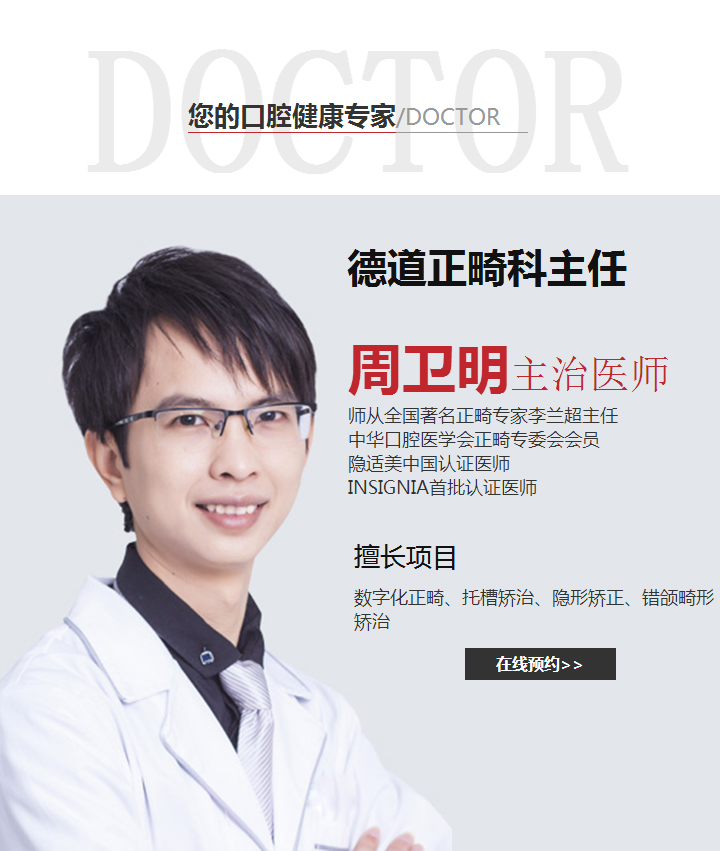 DOCTOR
您的口腔健康专家/DOCTOR
德道正畸科主任
周卫明主治医师
师从全国著名正畸专家李兰超主任
中华口腔医学会正畸专委会会员
隐适美中国认证医师
INSIGNIA首批认证医师
擅长项目
数字化正畸、托槽矫治、隐形矫正、错颌畸形
矫治
在线预约>>